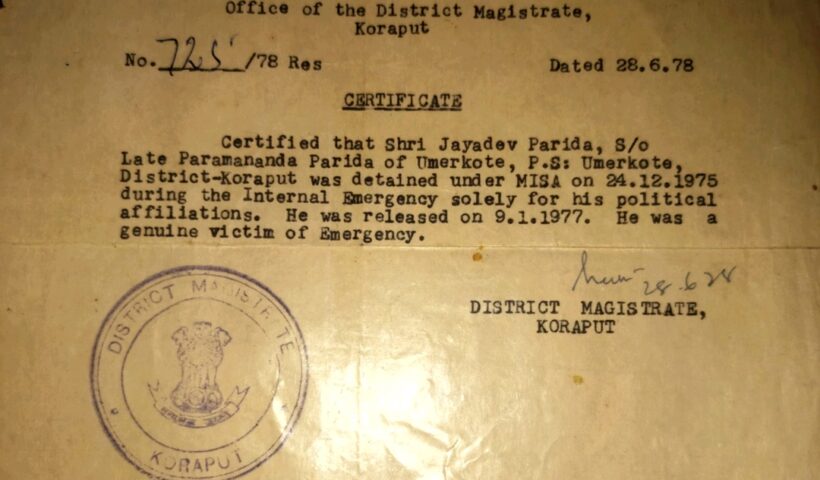 Office of the District Magistrate,
Koraput
No. 725 /78 Res Dated 28.6.78
CERTIFICATE
Certified that Shri Jayadev Parida, S/o
Late Paramananda Parida of Umerkote, P.S: Umerkote,
District-Koraput was detained under MISA on 24.12.1975
during the Internal Emergency solely for his political
affiliations. He was released on 9.1.1977. He was a
genuine victim of Emergency.
28.6.78
DISTRICT MAGISTRATE,
KORAPUT
DISTRICT MAGISTRATE
KORAPUT